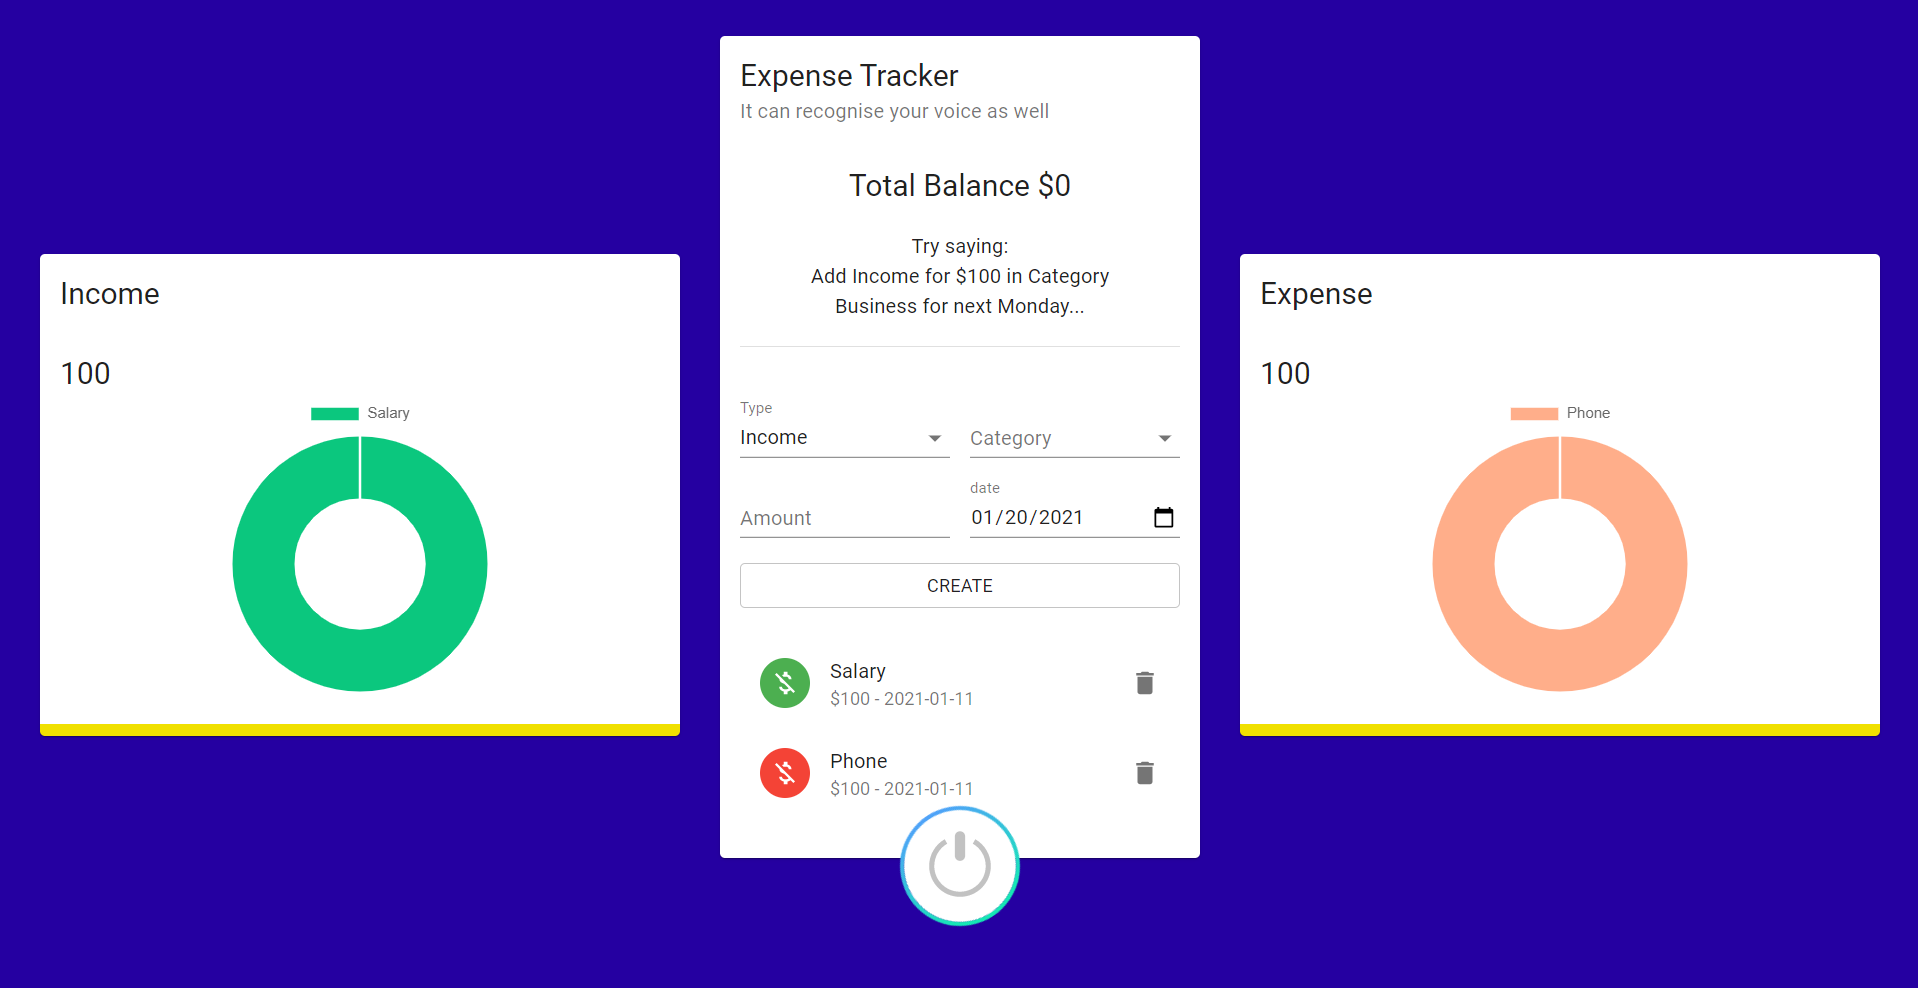 Expense Tracker
It can recognise your voice as well
Total Balance $0
Try saying:
Add Income for $100 in Category
Business for next Monday...
Income
100
Salary
Type
Income
Category
Amount
date
01/20/2021
CREATE
Salary
$100 - 2021-01-11
Phone
$100 - 2021-01-11
Expense
100
Phone